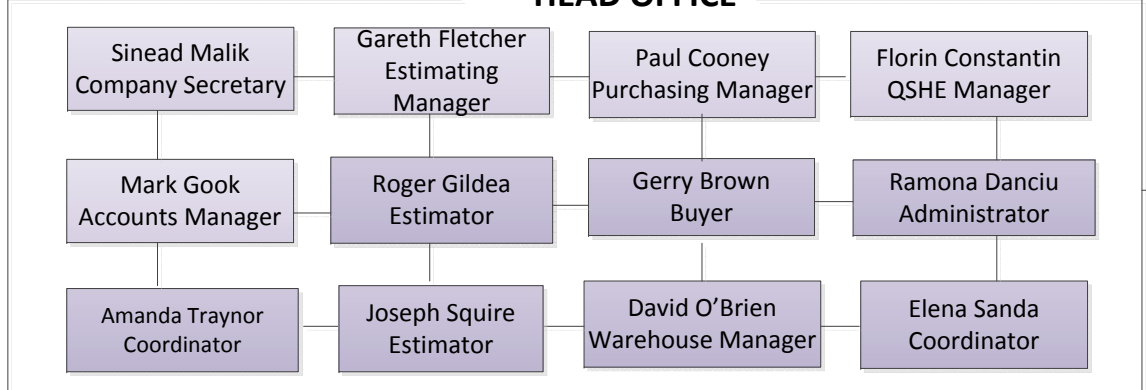 HEAD OFFICE
Sinead Malik
Company Secretary
Gareth Fletcher
Estimating
Manager
Paul Cooney
Purchasing Manager
Florin Constantin
QSHE Manager
Mark Gook
Accounts Manager
Roger Gildea
Estimator
Gerry Brown
Buyer
Ramona Danciu
Administrator
Amanda Traynor
Coordinator
Joseph Squire
Estimator
David O’Brien
Warehouse Manager
Elena Sanda
Coordinator